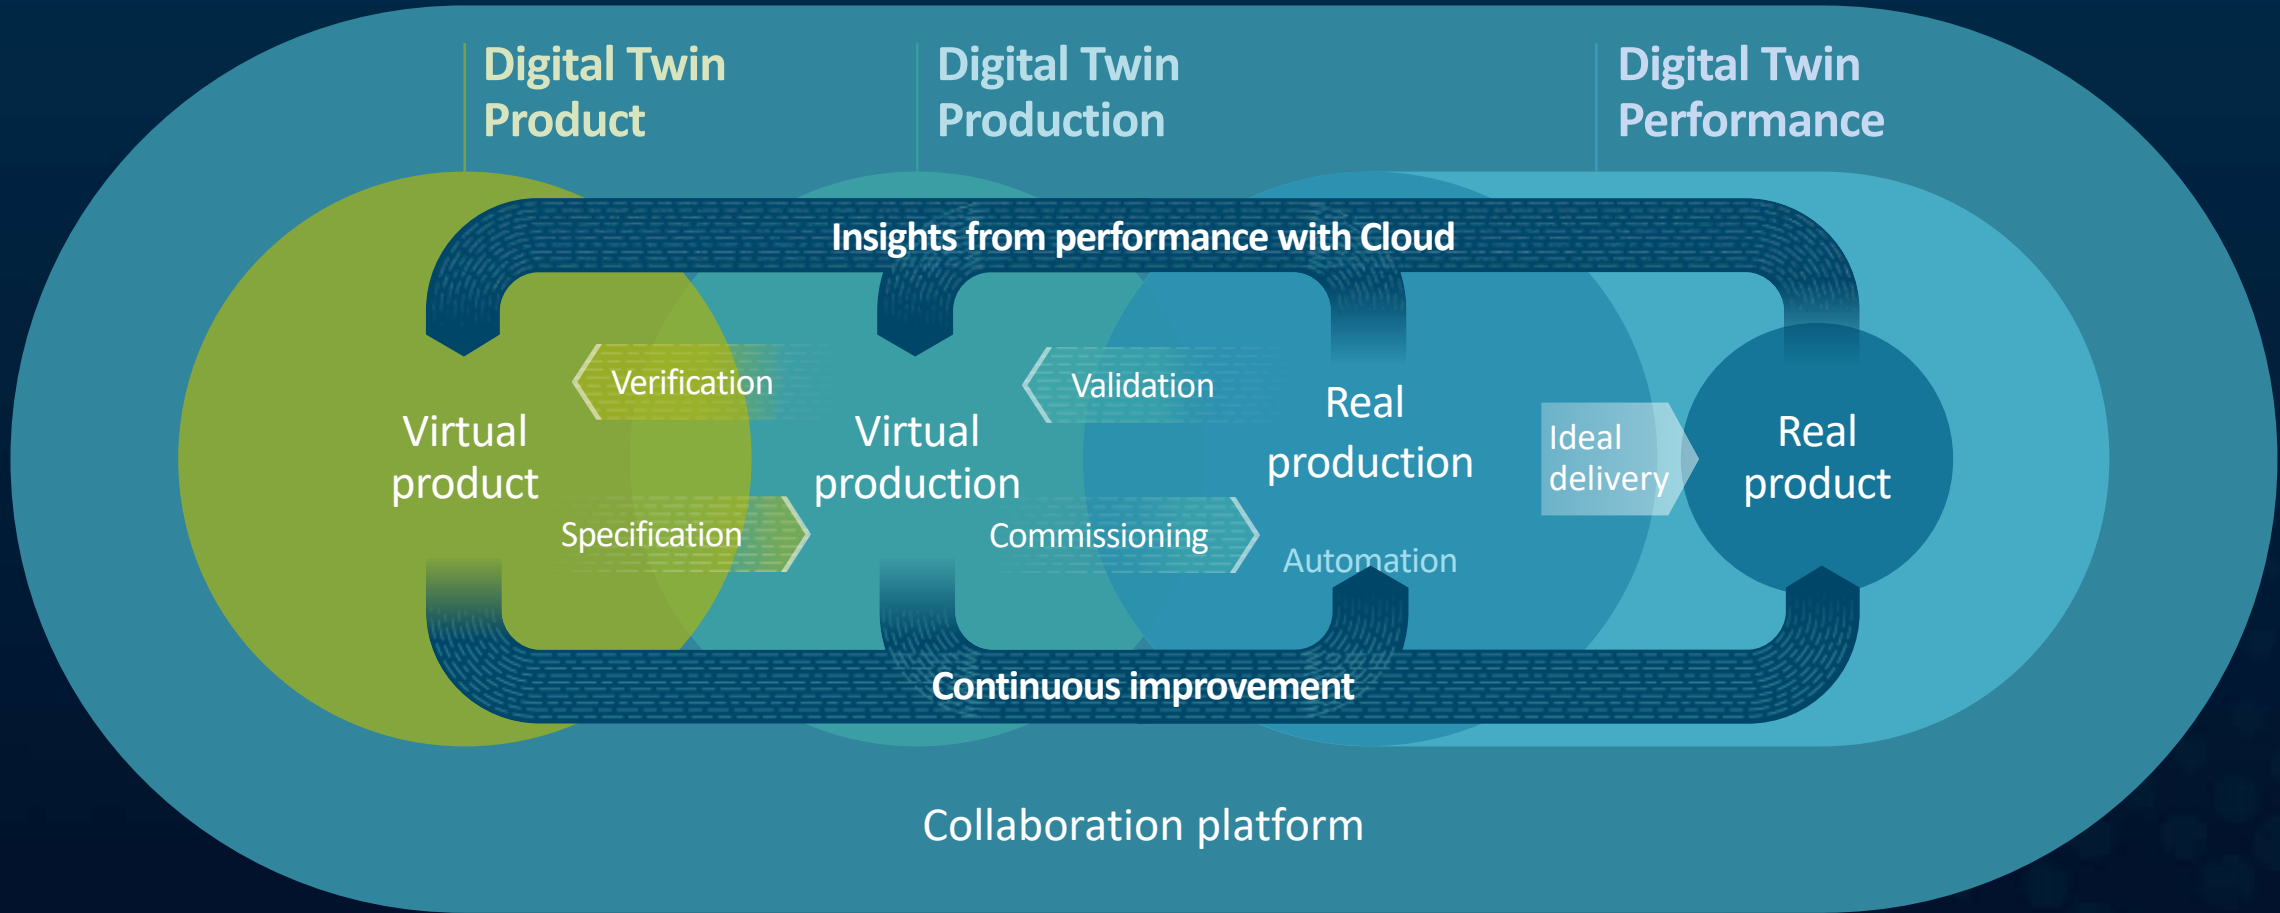 Digital Twin
Product
Digital Twin
Production
Digital Twin
Performance
Insights from performance with Cloud
Verification
Validation
Virtual
product
Virtual
production
Real
production
Ideal
delivery
Real
product
Specification
Commissioning
Automation
Continuous improvement
Collaboration platform